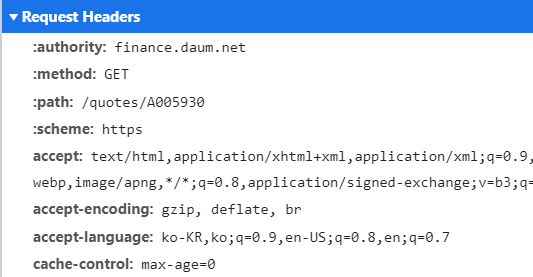 Request Headers
:authority: finance.daum.net
:method: GET
:path: /quotes/A005930
:scheme: https
accept: text/html,application/xhtml+xml,application/xml;q=0.9,
webp,image/apng,*/*;q=0.8,application/signed-exchange;v=b3;q=
accept-encoding: gzip, deflate, br
accept-language: ko-KR,ko;q=0.9,en-US;q=0.8,en;q=0.7
cache-control: max-age=0